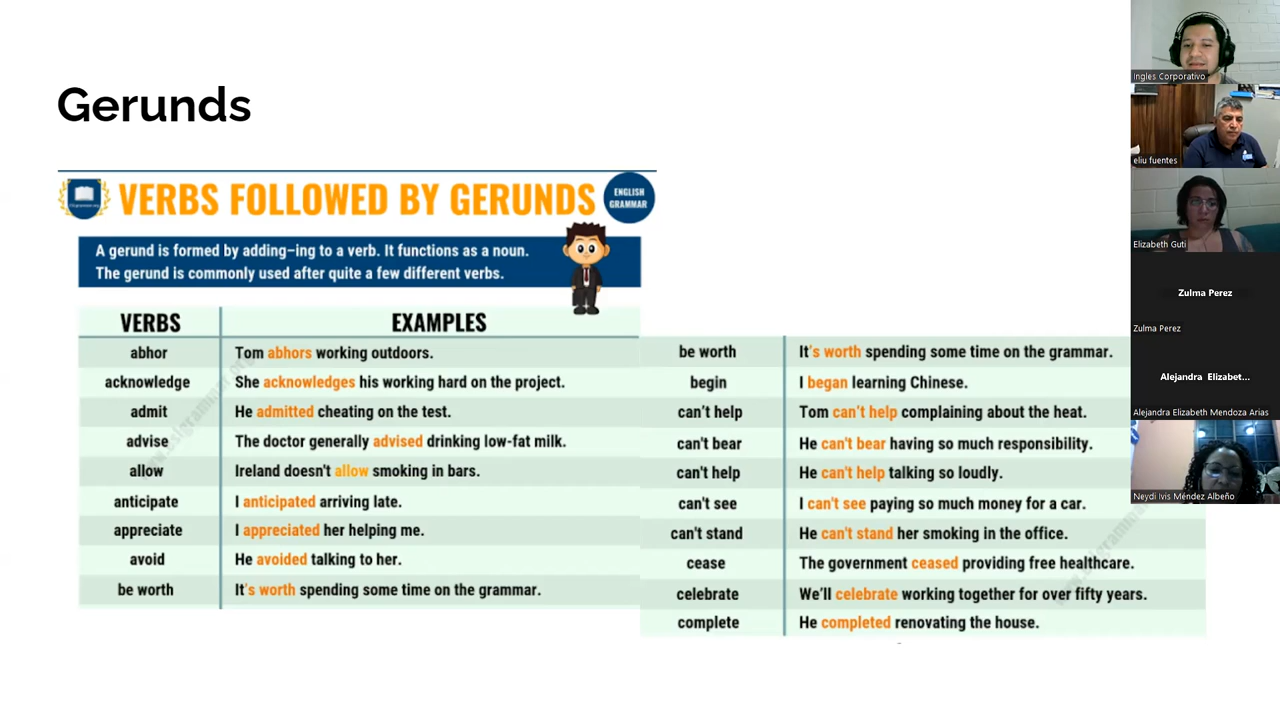 Gerunds
VERBS FOLLOWED BY GERUNDS
ENGLISH
GRAMMAR
A gerund is formed by adding–ing to a verb. It functions as a noun.
The gerund is commonly used after quite a few different verbs.
VERBS EXAMPLES
abhor Tom abhors working outdoors.
acknowledge She acknowledges his working hard on the project.
admit He admitted cheating on the test.
advise The doctor generally advised drinking low-fat milk.
allow Ireland doesn't allow smoking in bars.
anticipate I anticipated arriving late.
appreciate I appreciated her helping me.
avoid He avoided talking to her.
be worth It's worth spending some time on the grammar.
be worth It's worth spending some time on the grammar.
begin I began learning Chinese.
can't help Tom can't help complaining about the heat.
can't bear He can't bear having so much responsibility.
can't help He can't help talking so loudly.
can't see I can't see paying so much money for a car.
can't stand He can't stand her smoking in the office.
cease The government ceased providing free healthcare.
celebrate We'll celebrate working together for over fifty years.
complete He completed renovating the house.
Ingles Corporativo
eliu fuentes
Elizabeth Guti
Zulma Perez
Zulma Perez
Alejandra Elizabet...
Alejandra Elizabeth Mendoza Arias
Neydi Ivis Méndez Albeño